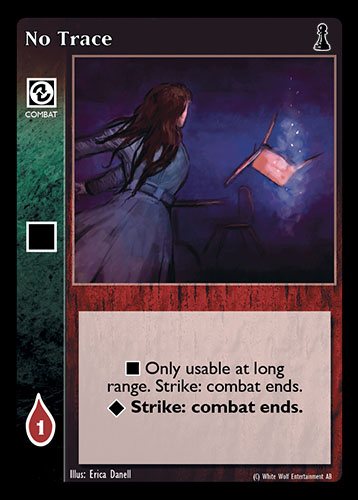 No Trace
COMBAT
Only usable at long
range. Strike: combat ends.
Strike: combat ends.
1
Illus: Erica Danell
(C) White Wolf Entertainment AB